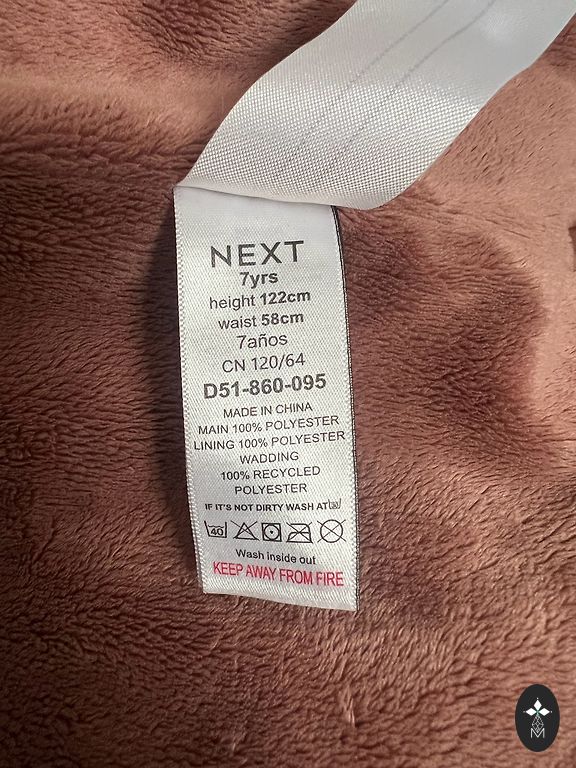 NEXT
7yrs
height 122cm
waist 58cm
7años
CN 120/64
D51-860-095
MADE IN CHINA
MAIN 100% POLYESTER
LINING 100% POLYESTER
WADDING
100% RECYCLED
POLYESTER
IF IT'S NOT DIRTY WASH AT
40
Wash inside out
KEEP AWAY FROM FIRE
M